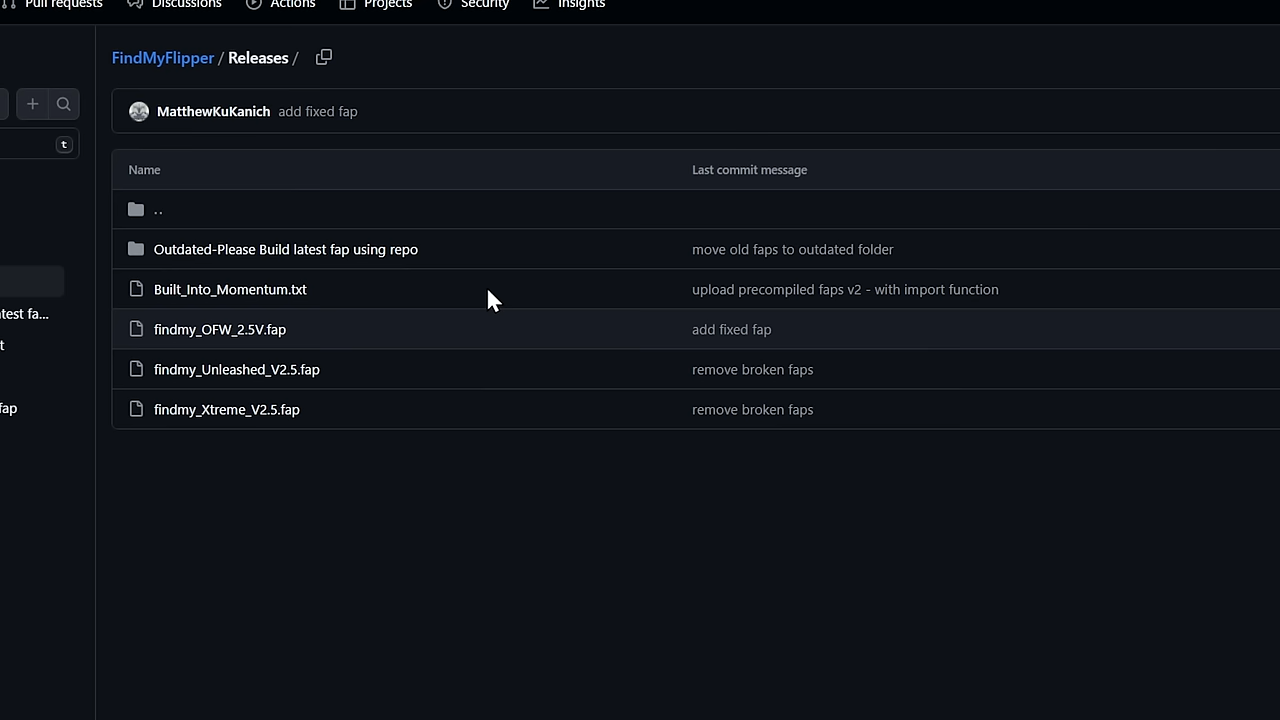 Pull requests Discussions Actions Projects Security Insights
FindMyFlipper / Releases /
MatthewKuKanich add fixed fap
t
Name Last commit message
..
Outdated-Please Build latest fap using repo move old faps to outdated folder
Built_Into_Momentum.txt upload precompiled faps v2 - with import function
test fa...
findmy_OFW_2.5V.fap add fixed fap
t
findmy_Unleashed_V2.5.fap remove broken faps
fap
findmy_Xtreme_V2.5.fap remove broken faps